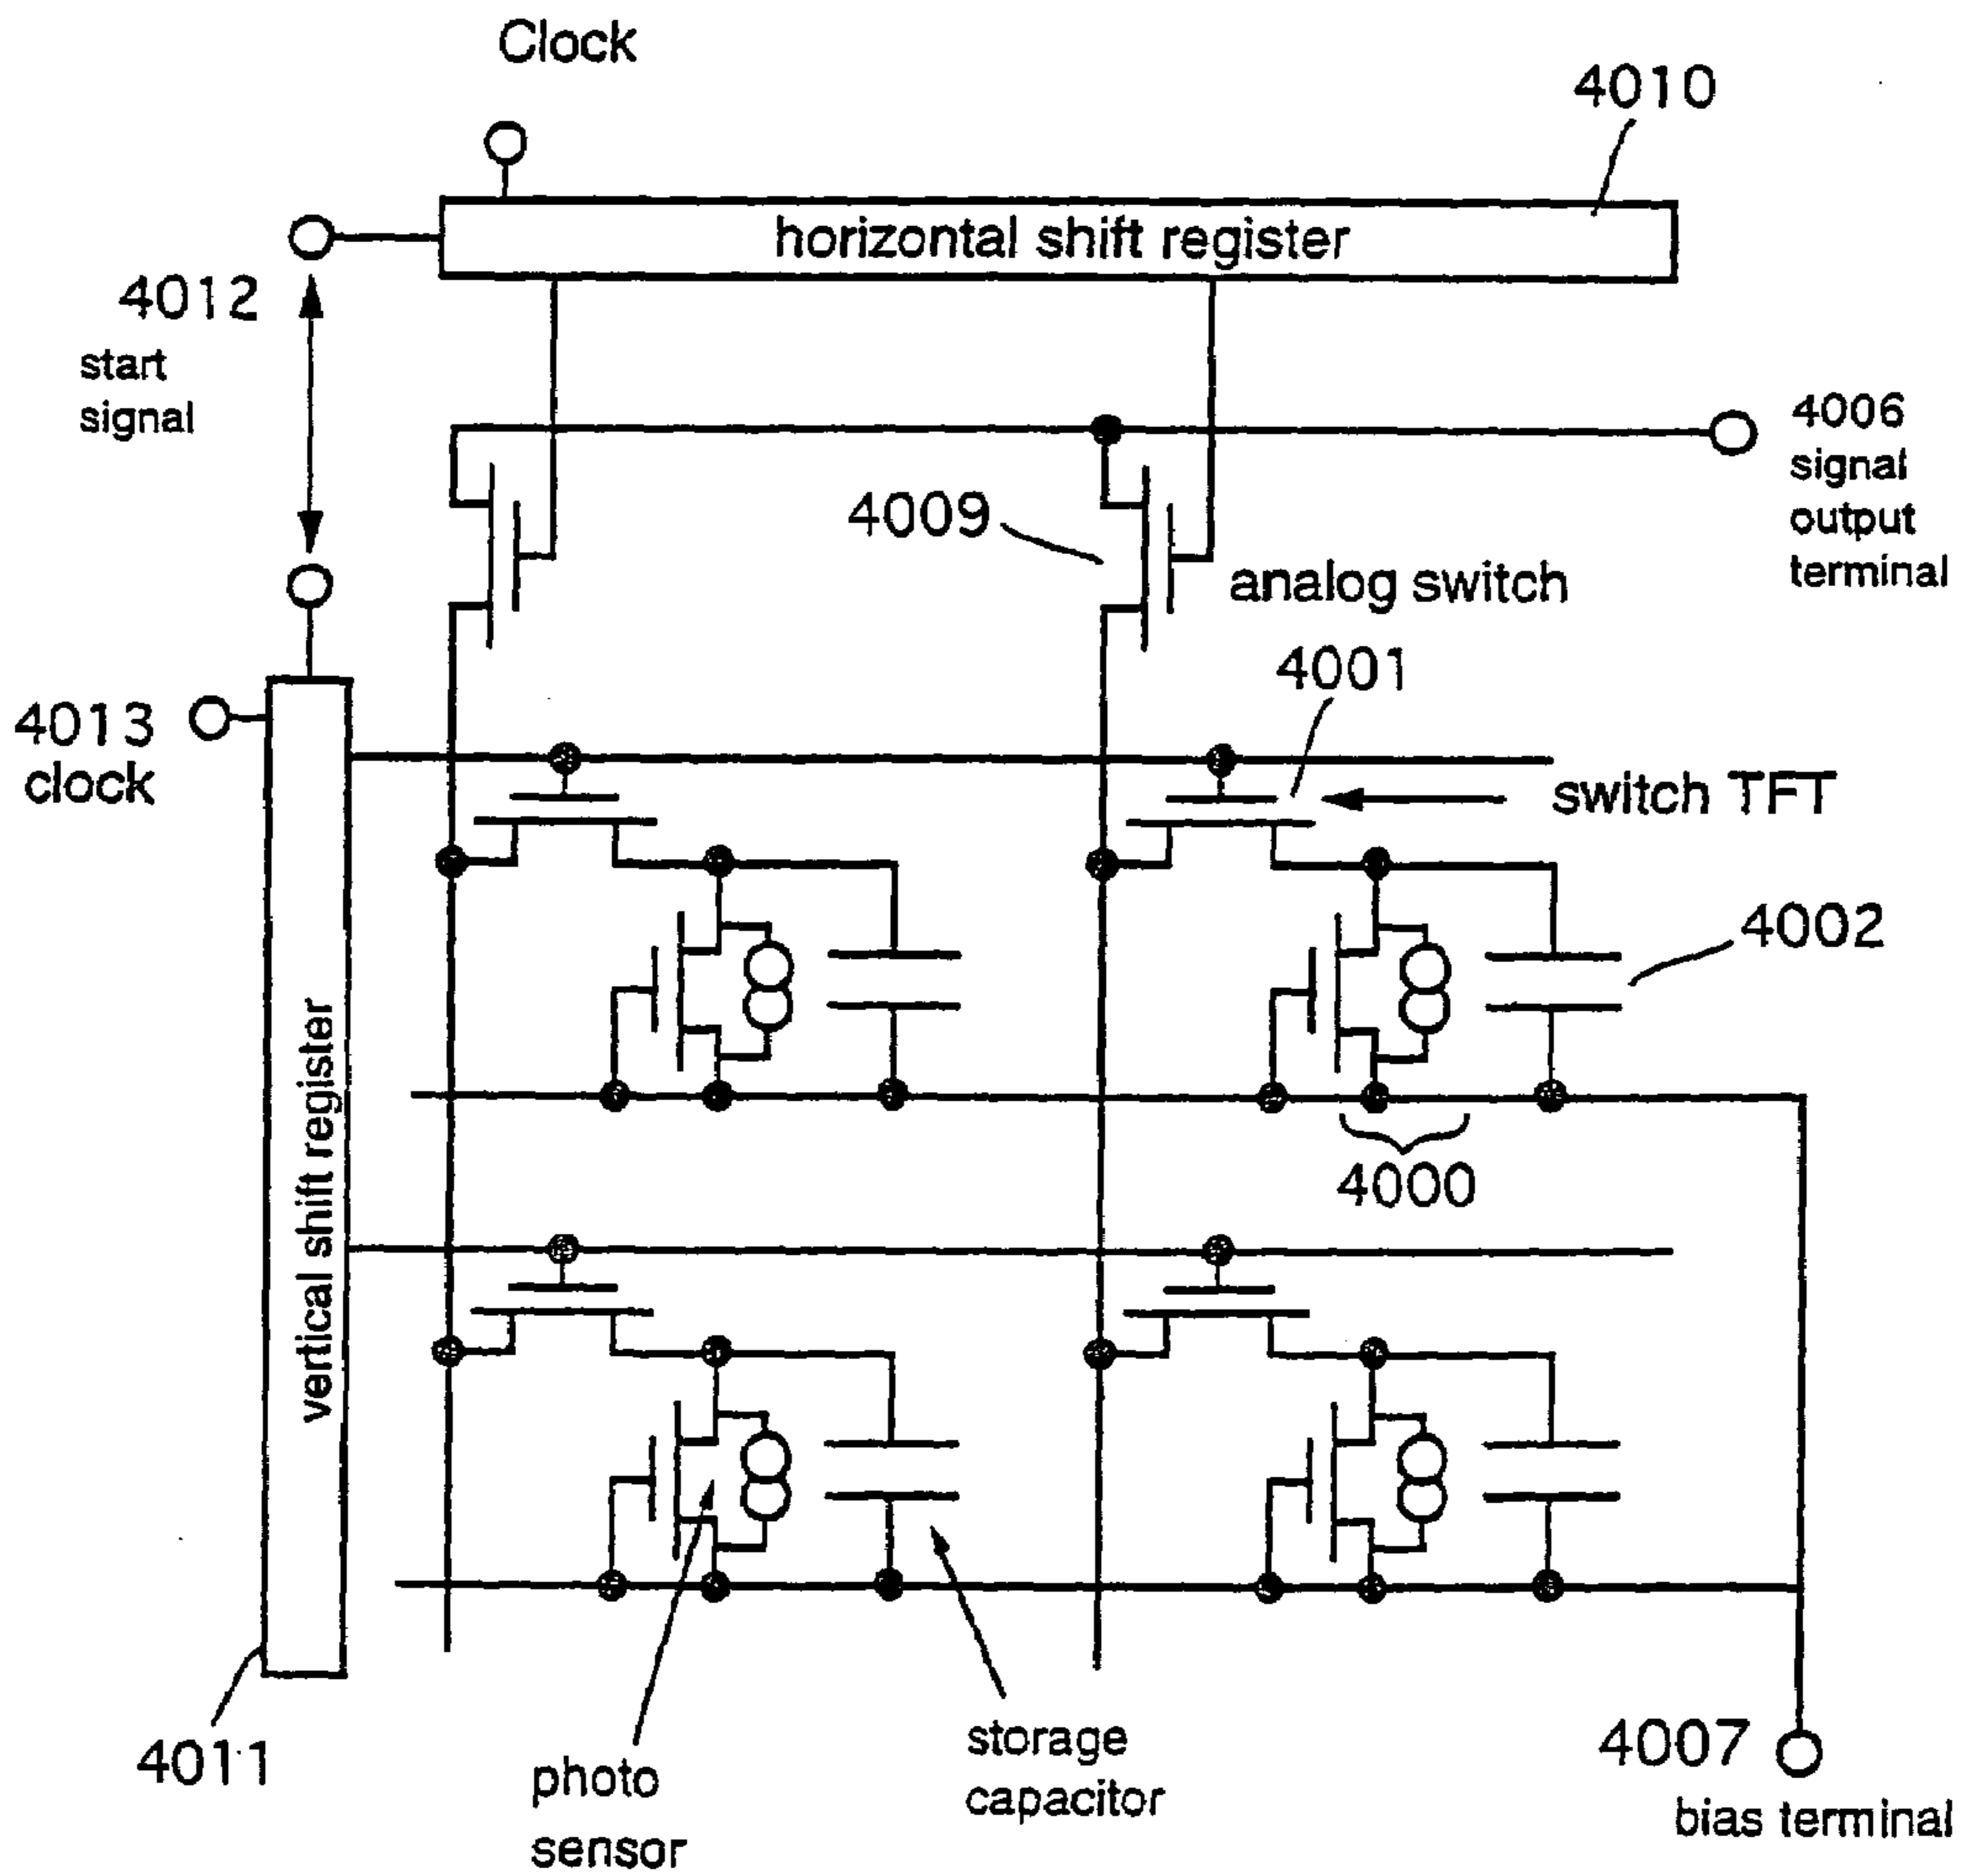 Clock
4010
horizontal shift register
4012
start
signal
4006
signal
output
terminal
4009
analog switch
4001
4013
clock
switch TFT
4002
4000
vertical shift register
4011
photo
sensor
storage
capacitor
4007
bias terminal